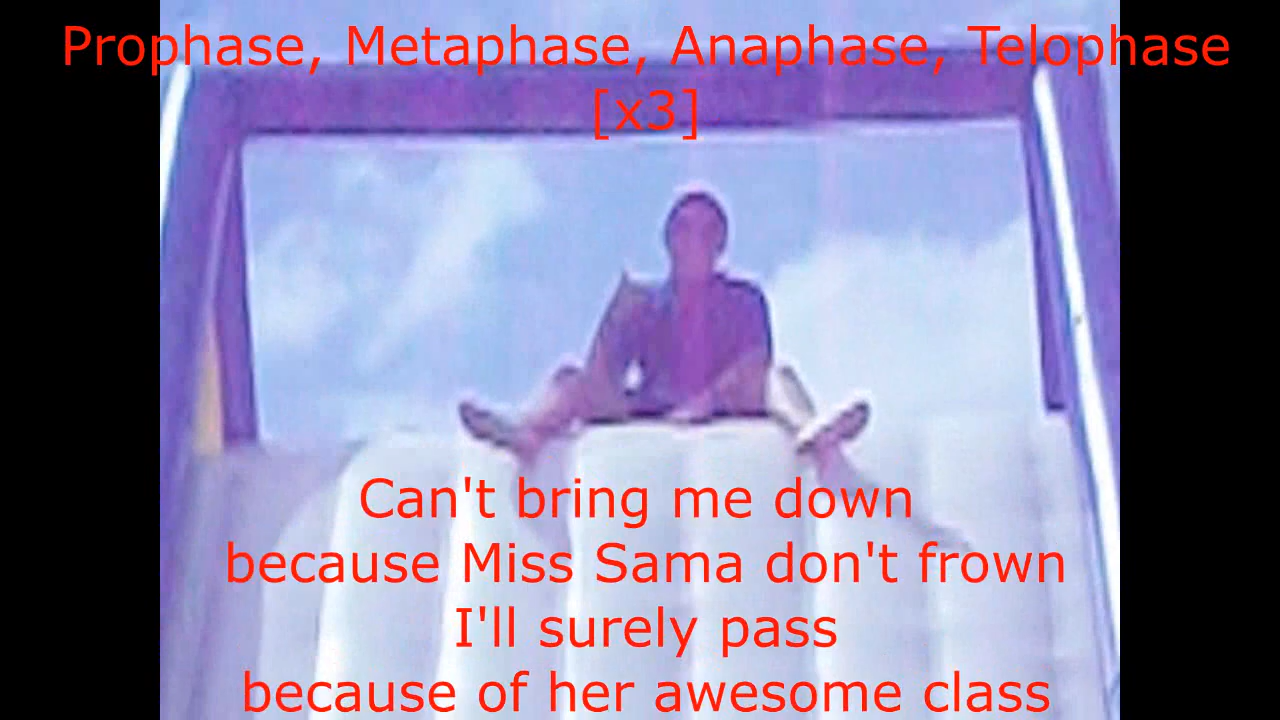 Prophase, Metaphase, Anaphase, Telophase
[x3]
Can't bring me down
because Miss Sama don't frown
I'll surely pass
because of her awesome class